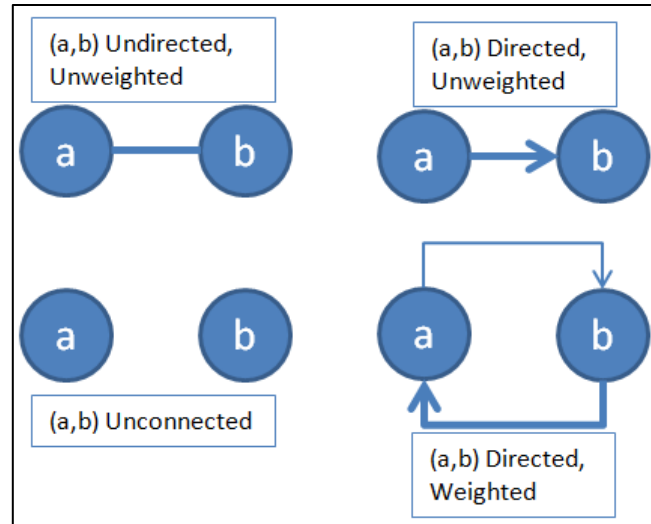 (a,b) Undirected,
Unweighted
a
b
(a,b) Directed,
Unweighted
a
b
a
b
(a,b) Unconnected
a
b
(a,b) Directed,
Weighted